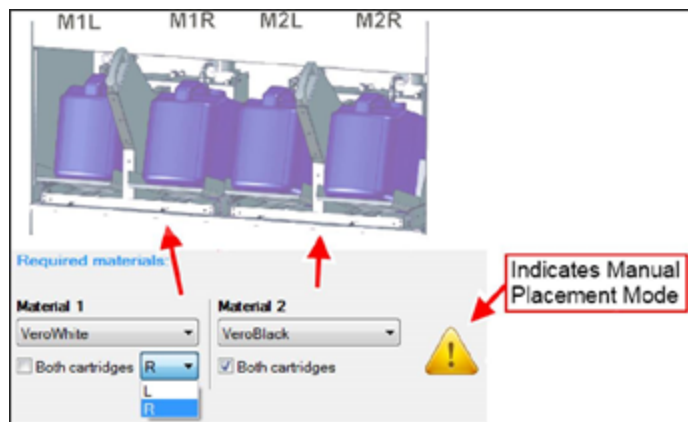 M1L M1R M2L M2R
Required materials:
Indicates Manual
Placement Mode
Material 1 Material 2
VeroWhite VeroBlack
Both cartridges R Both cartridges
L
R